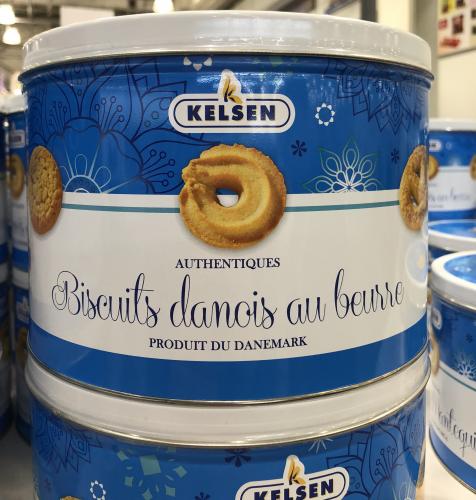 KELSEN
AUTHENTIQUES
Biscuits danois au beurre
PRODUIT DU DANEMARK
KELSEN